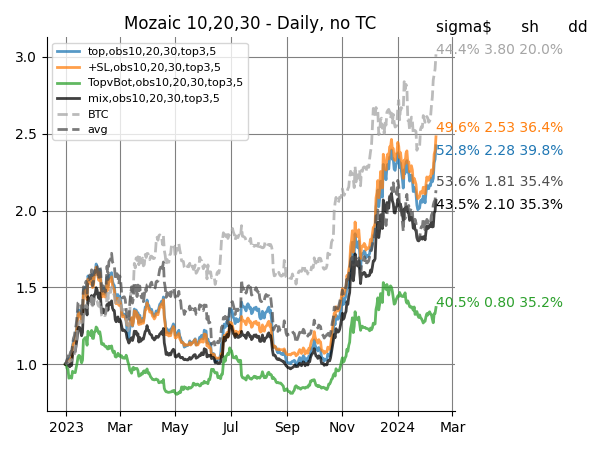 Mozaic 10,20,30 - Daily, no TC
sigma$ sh dd
top,obs10,20,30,top3,5
+SL,obs10,20,30,top3,5
TopvBot,obs10,20,30,top3,5
mix,obs10,20,30,top3,5
BTC
avg
44.4% 3.80 20.0%
49.6% 2.53 36.4%
52.8% 2.28 39.8%
53.6% 1.81 35.4%
43.5% 2.10 35.3%
40.5% 0.80 35.2%
3.0
2.5
2.0
1.5
1.0
2023 Mar May Jul Sep Nov 2024 Mar